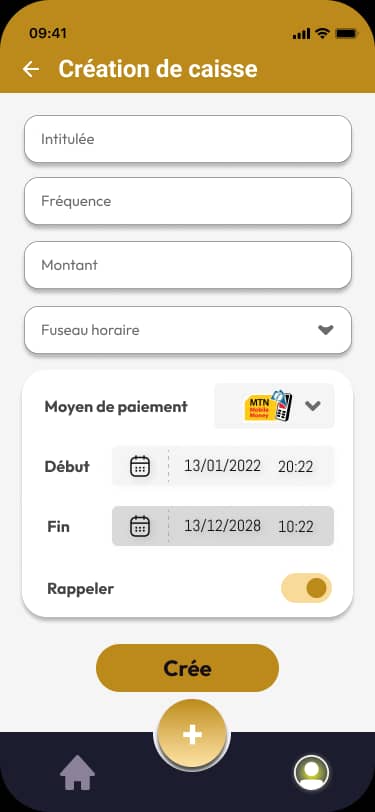 09:41
Création de caisse
Intitulée
Fréquence
Montant
Fuseau horaire
Moyen de paiement
MTN
Mobile
Money
Début 13/01/2022 20:22
Fin 13/12/2028 10:22
Rappeler
Crée